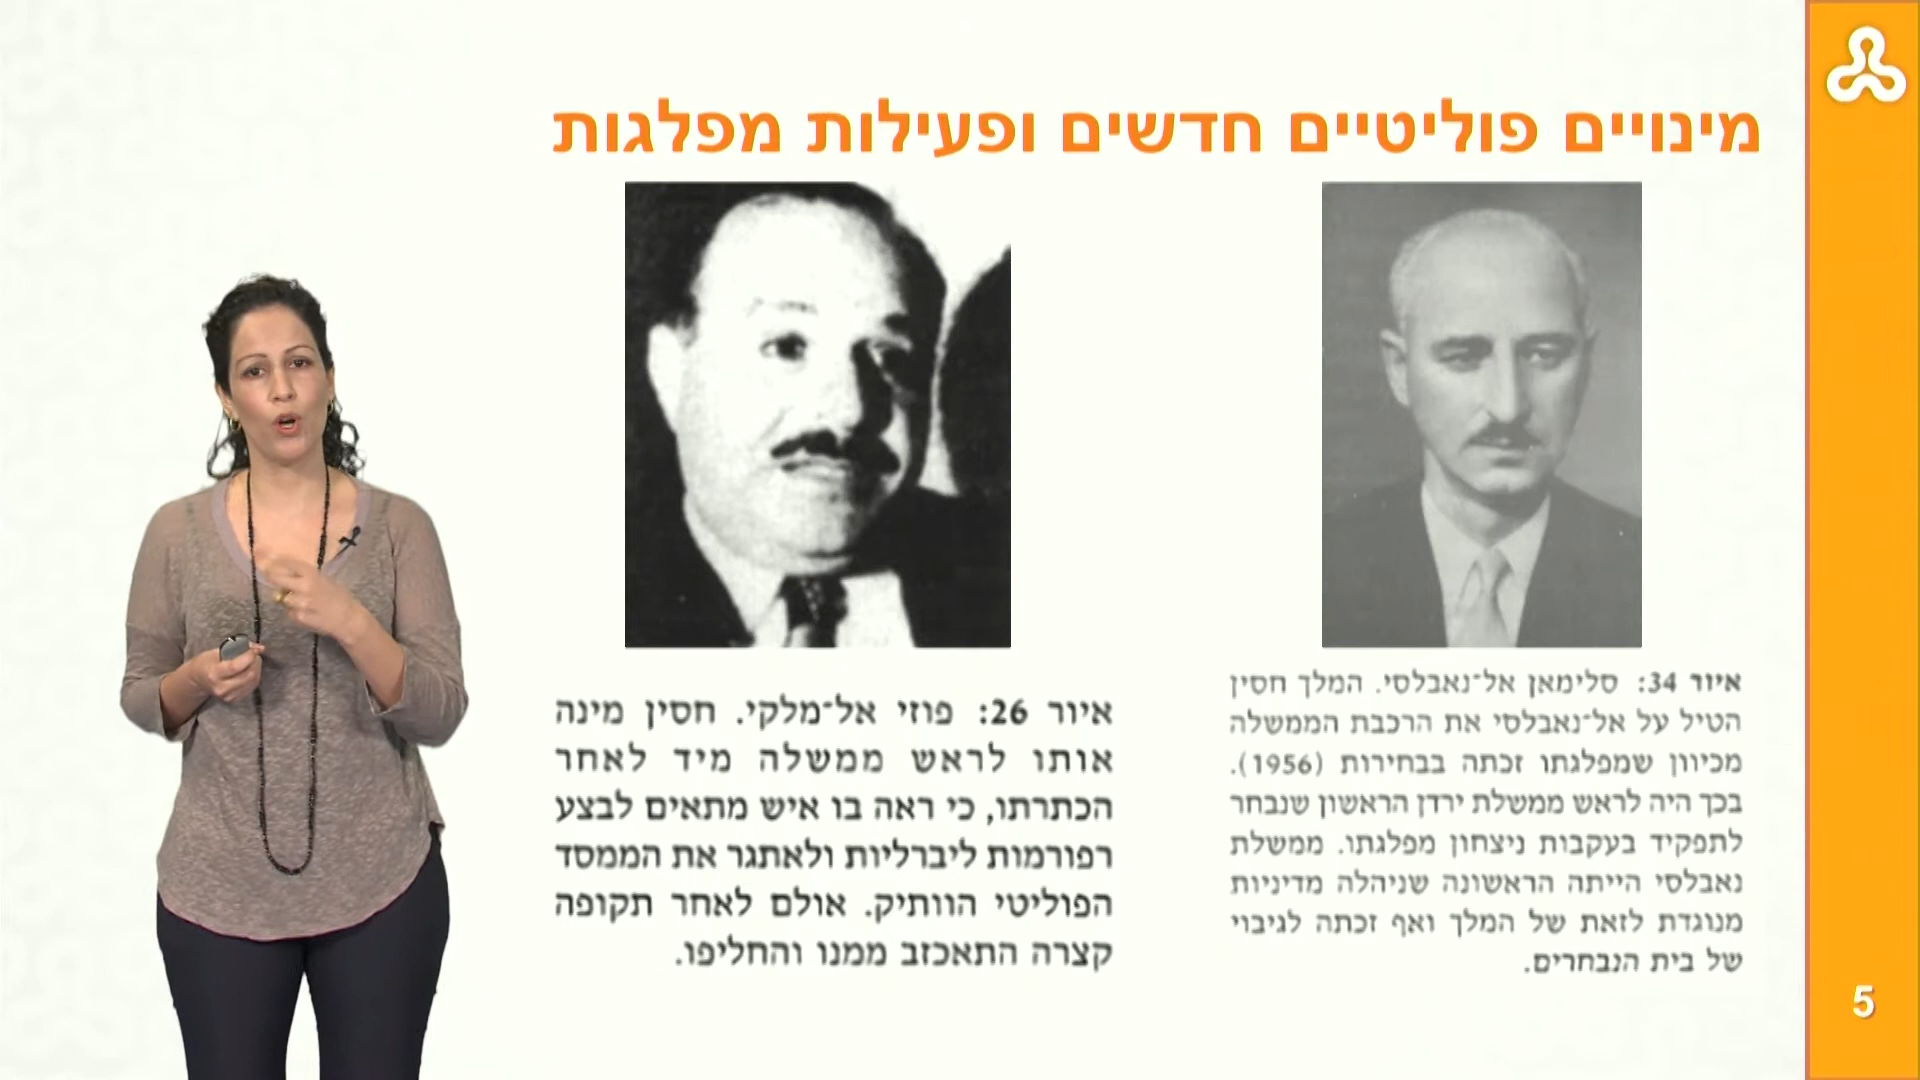 מינויים פוליטיים חדשים ופעילות מפלגות
איור 34: סלימאן אל־נאבלסי. המלך חסין
הטיל על אל־נאבלסי את הרכבת הממשלה
מכיוון שמפלגתו זכתה בבחירות (1956).
בכך היה לראש ממשלת ירדן הראשון שנבחר
לתפקיד בעקבות ניצחון מפלגתו. ממשלת
נאבלסי הייתה הראשונה שניהלה מדיניות
מנוגדת לזאת של המלך ואף זכתה לגיבוי
של בית הנבחרים.
איור 26: פוזי אל־מלקי. חסין מינה
אותו לראש ממשלה מיד לאחר
הכתרתו, כי ראה בו איש מתאים לבצע
רפורמות ליברליות ולאתגר את הממסד
הפוליטי הוותיק. אולם לאחר תקופה
קצרה התאכזב ממנו והחליפו.
5